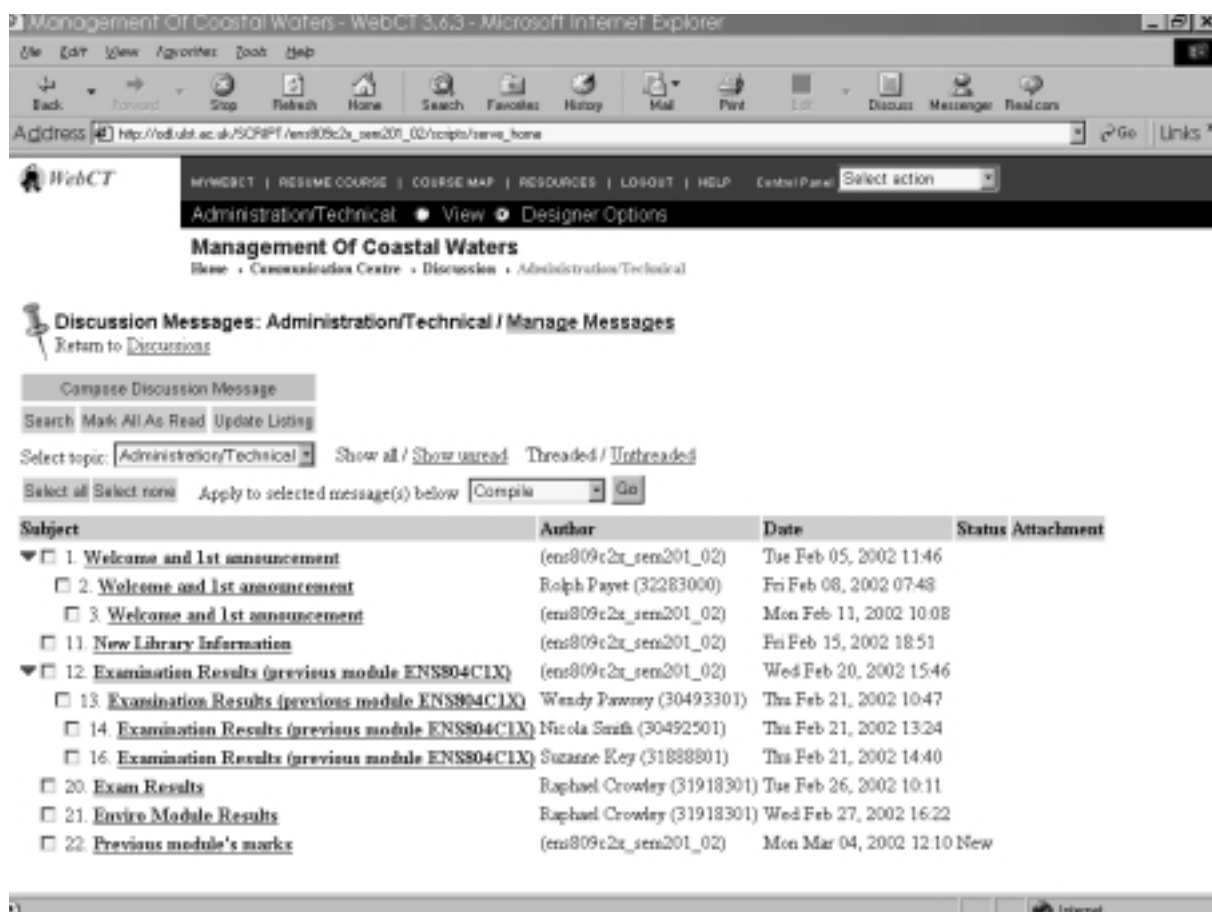 Management Of Coastal Waters - WebCT 3.6.3 - Microsoft Internet Explorer
File Edit View Favorites Tools Help
Back Forward Stop Refresh Home Search Favorites History Mail Print Edit Discuss Messenger Real.com
Address http://odl.ulst.ac.uk/SCRIPT/ens809c2x_sem201_02/scripts/serve_home Go Links
WebCT
MYWEBCT | RESUME COURSE | COURSE MAP | RESOURCES | LOGOUT | HELP Control Panel Select action
Administration/Technical: View Designer Options
Management Of Coastal Waters
Home › Communication Centre › Discussion › Administration/Technical
Discussion Messages: Administration/Technical / Manage Messages
Return to Discussions
Compose Discussion Message
Search Mark All As Read Update Listing
Select topic: Administration/Technical Show all / Show unread Threaded / Unthreaded
Select all Select none Apply to selected message(s) below Compile Go
Subject Author Date Status Attachment
1. Welcome and 1st announcement (ens809c2x_sem201_02) Tue Feb 05, 2002 11:46
2. Welcome and 1st announcement Rolph Payet (32283000) Fri Feb 08, 2002 07:48
3. Welcome and 1st announcement (ens809c2x_sem201_02) Mon Feb 11, 2002 10:08
11. New Library Information (ens809c2x_sem201_02) Fri Feb 15, 2002 18:51
12. Examination Results (previous module ENS804C1X) (ens809c2x_sem201_02) Wed Feb 20, 2002 15:46
13. Examination Results (previous module ENS804C1X) Wendy Pawsey (30493301) Thu Feb 21, 2002 10:47
14. Examination Results (previous module ENS804C1X) Nicola Smith (30492501) Thu Feb 21, 2002 13:24
16. Examination Results (previous module ENS804C1X) Suzanne Key (31888801) Thu Feb 21, 2002 14:40
20. Exam Results Raphael Crowley (31918301) Tue Feb 26, 2002 10:11
21. Enviro Module Results Raphael Crowley (31918301) Wed Feb 27, 2002 16:22
22. Previous module's marks (ens809c2x_sem201_02) Mon Mar 04, 2002 12:10 New
Internet